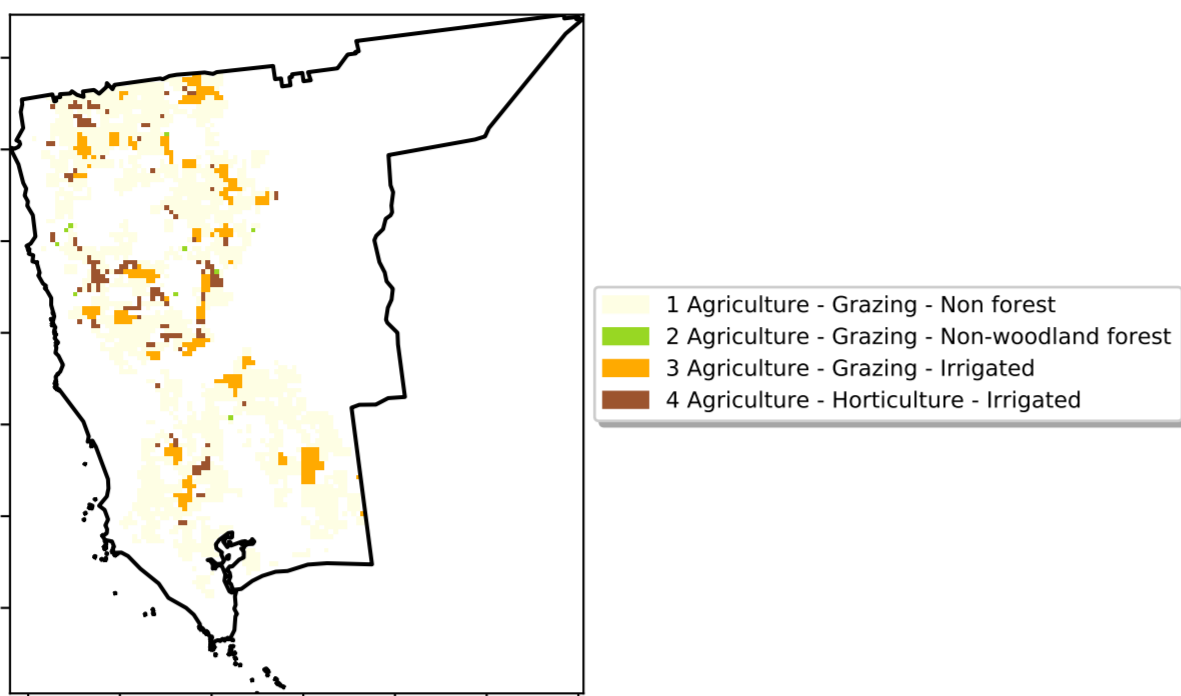 1 Agriculture - Grazing - Non forest
2 Agriculture - Grazing - Non-woodland forest
3 Agriculture - Grazing - Irrigated
4 Agriculture - Horticulture - Irrigated